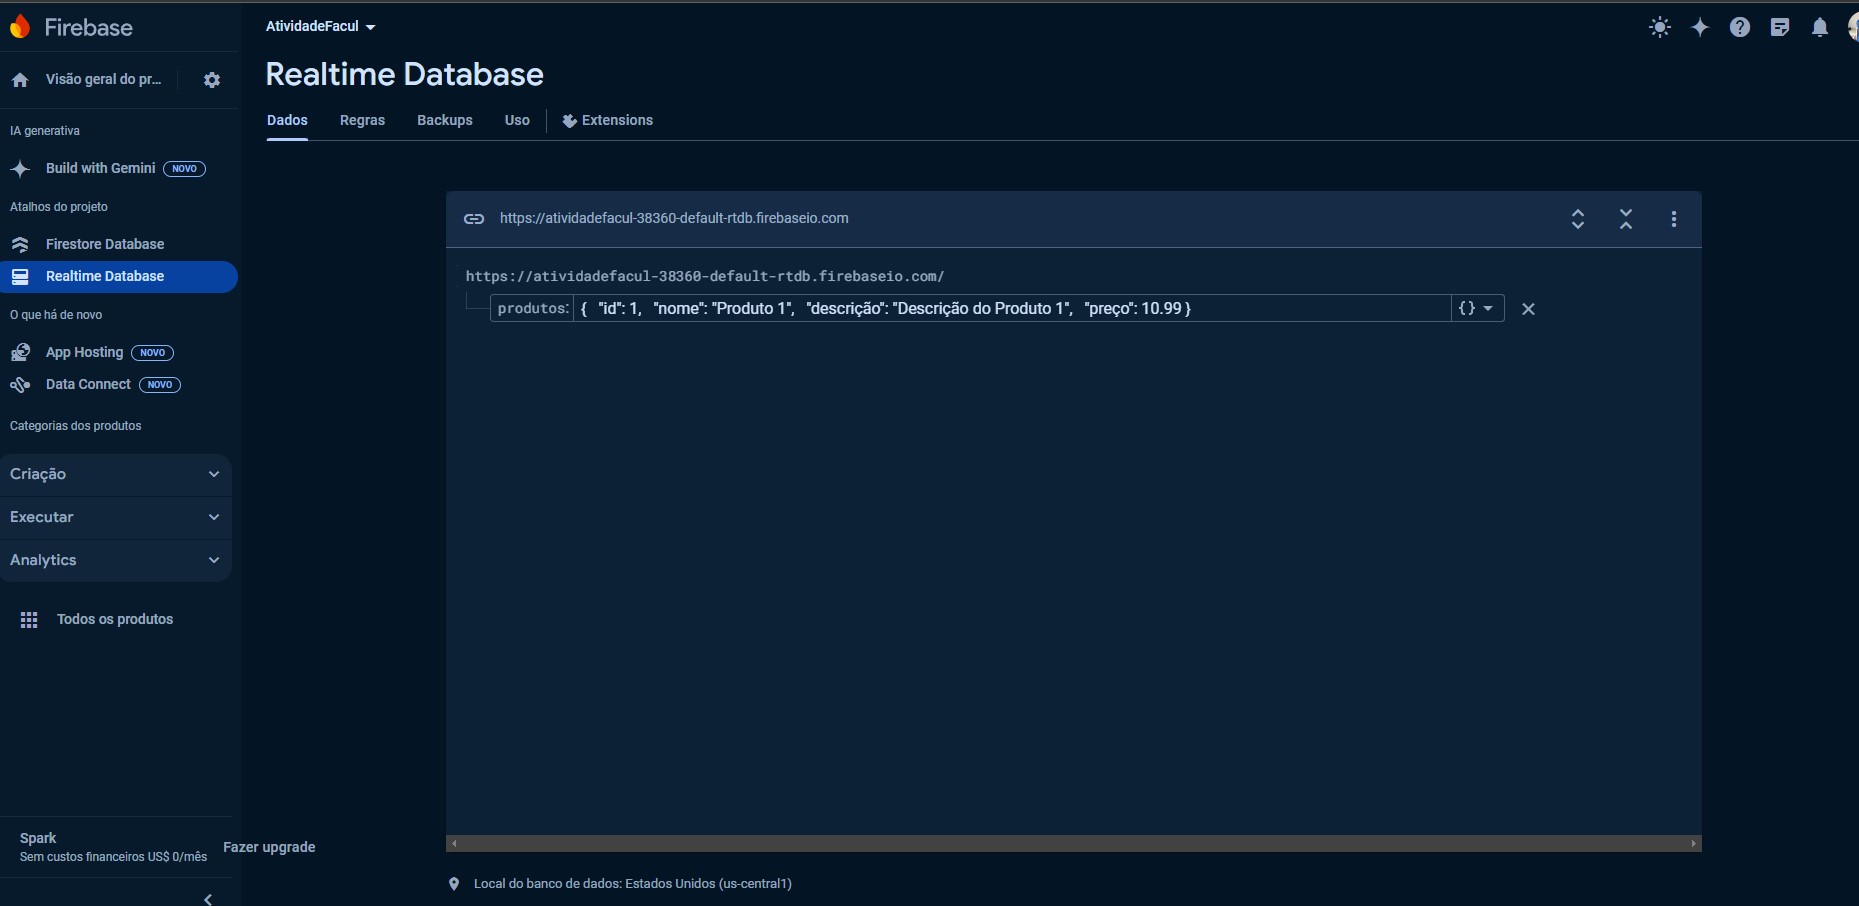 Firebase
AtividadeFacul
Visão geral do pr...
Realtime Database
Dados
Regras
Backups
Uso
Extensions
IA generativa
Build with Gemini NOVO
Atalhos do projeto
Firestore Database
Realtime Database
O que há de novo
App Hosting NOVO
Data Connect NOVO
Categorias dos produtos
Criação
Executar
Analytics
Todos os produtos
Spark
Sem custos financeiros US$ 0/mês
Fazer upgrade
https://atividadefacul-38360-default-rtdb.firebaseio.com
https://atividadefacul-38360-default-rtdb.firebaseio.com/
produtos: { "id": 1, "nome": "Produto 1", "descrição": "Descrição do Produto 1", "preço": 10.99 } {}
Local do banco de dados: Estados Unidos (us-central1)